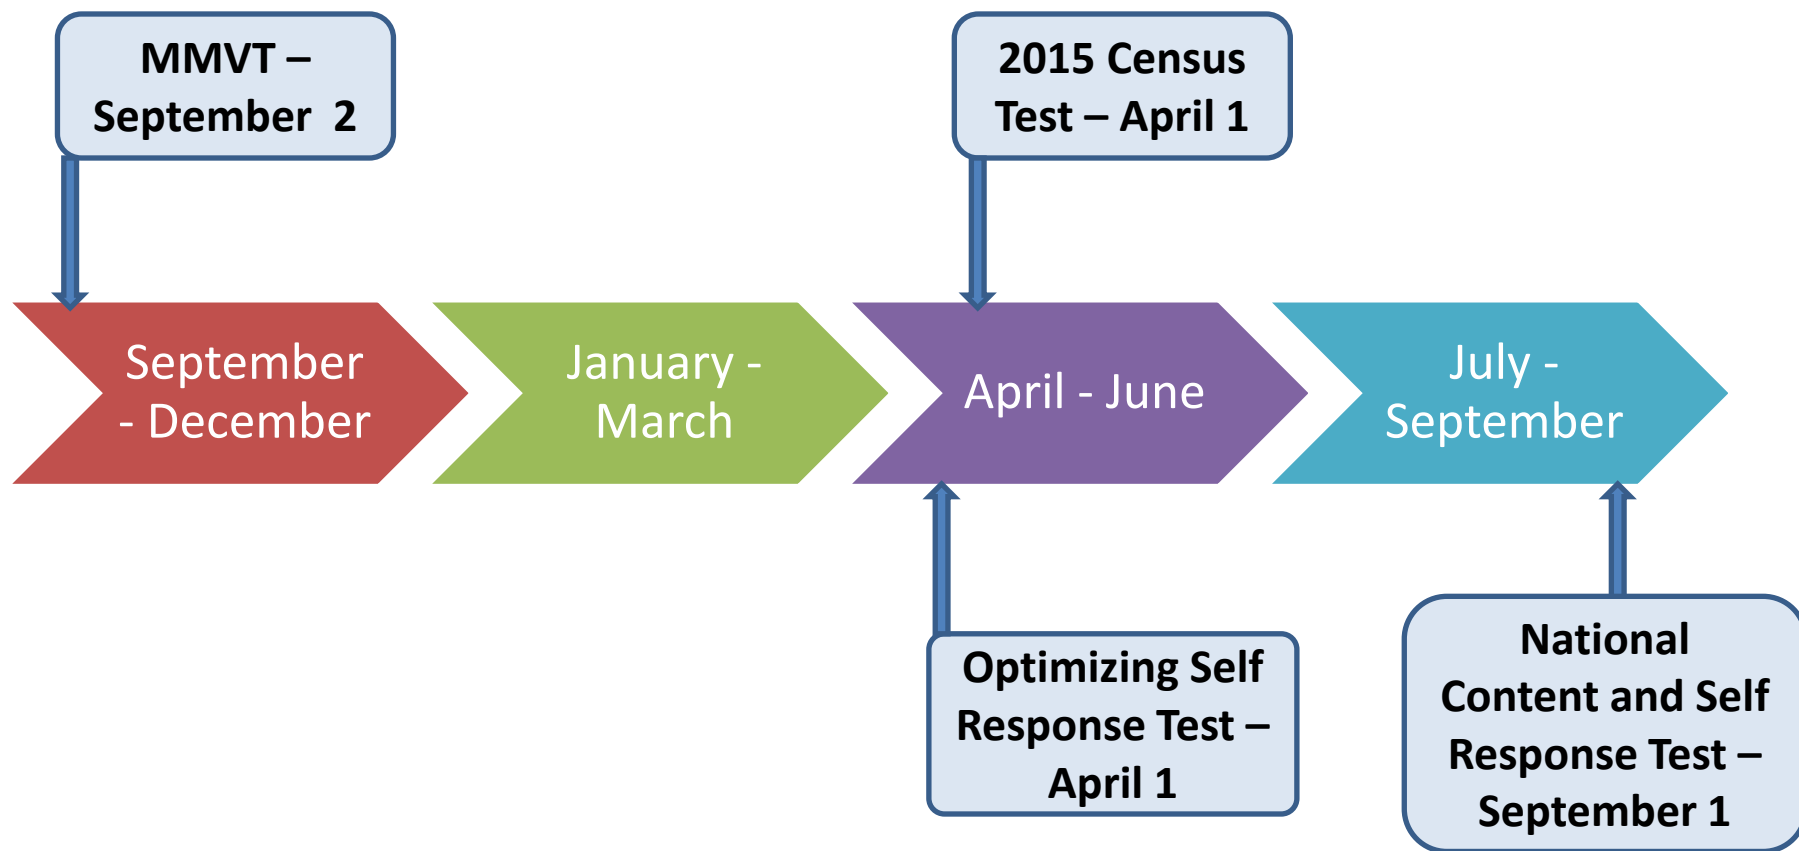 MMVT –
September  2
2015 Census
Test – April 1
September
- December
January -
March
April - June
July -
September
Optimizing Self
Response Test –
April 1
National
Content and Self
Response Test –
September 1